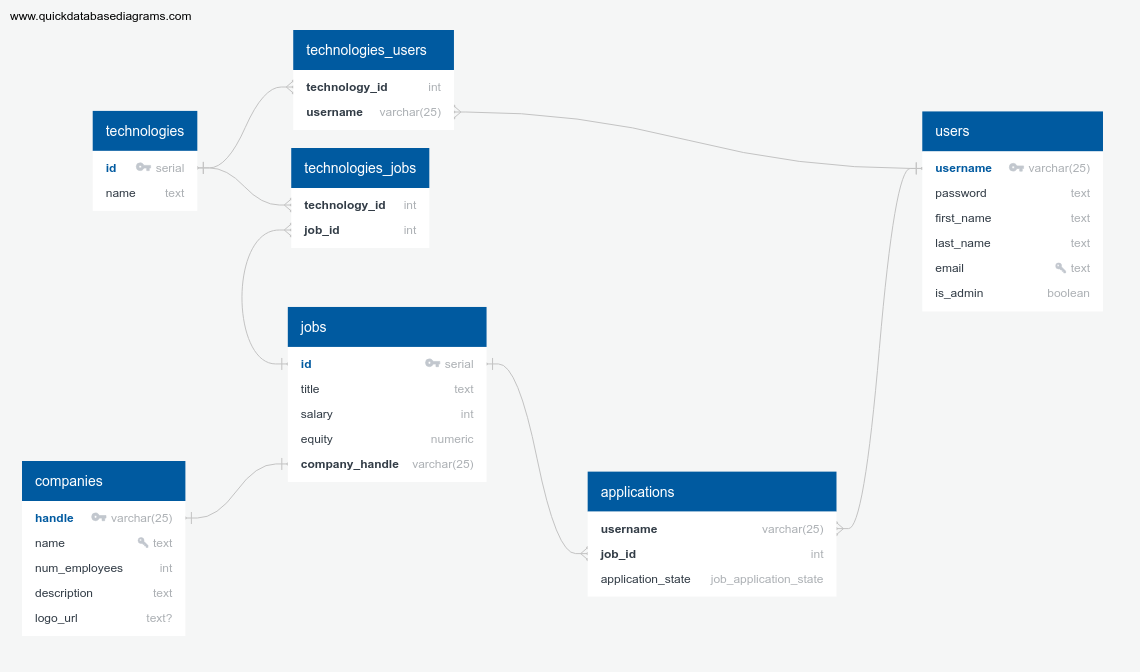 www.quickdatabasediagrams.com
technologies_users
technology_id int
username varchar(25)
technologies
id serial
name text
technologies_jobs
technology_id int
job_id int
users
username varchar(25)
password text
first_name text
last_name text
email text
is_admin boolean
jobs
id serial
title text
salary int
equity numeric
company_handle varchar(25)
companies
handle varchar(25)
name text
num_employees int
description text
logo_url text?
applications
username varchar(25)
job_id int
application_state job_application_state